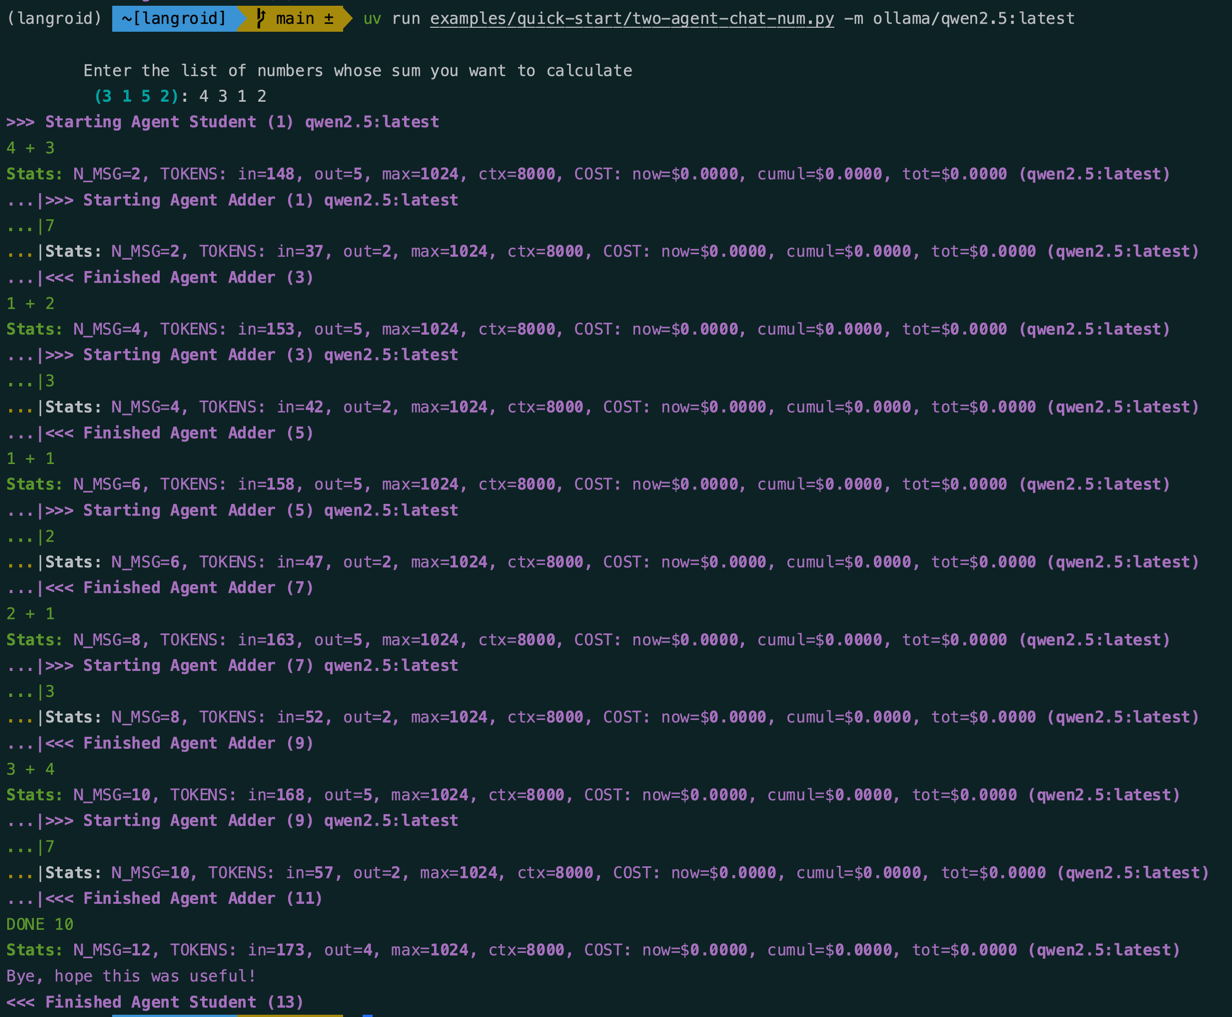 (langroid) ~[langroid] main ± uv run examples/quick-start/two-agent-chat-num.py -m ollama/qwen2.5:latest
Enter the list of numbers whose sum you want to calculate
(3 1 5 2): 4 3 1 2
>>> Starting Agent Student (1) qwen2.5:latest
4 + 3
Stats: N_MSG=2, TOKENS: in=148, out=5, max=1024, ctx=8000, COST: now=$0.0000, cumul=$0.0000, tot=$0.0000 (qwen2.5:latest)
...|>>> Starting Agent Adder (1) qwen2.5:latest
...|7
...|Stats: N_MSG=2, TOKENS: in=37, out=2, max=1024, ctx=8000, COST: now=$0.0000, cumul=$0.0000, tot=$0.0000 (qwen2.5:latest)
...|<<< Finished Agent Adder (3)
1 + 2
Stats: N_MSG=4, TOKENS: in=153, out=5, max=1024, ctx=8000, COST: now=$0.0000, cumul=$0.0000, tot=$0.0000 (qwen2.5:latest)
...|>>> Starting Agent Adder (3) qwen2.5:latest
...|3
...|Stats: N_MSG=4, TOKENS: in=42, out=2, max=1024, ctx=8000, COST: now=$0.0000, cumul=$0.0000, tot=$0.0000 (qwen2.5:latest)
...|<<< Finished Agent Adder (5)
1 + 1
Stats: N_MSG=6, TOKENS: in=158, out=5, max=1024, ctx=8000, COST: now=$0.0000, cumul=$0.0000, tot=$0.0000 (qwen2.5:latest)
...|>>> Starting Agent Adder (5) qwen2.5:latest
...|2
...|Stats: N_MSG=6, TOKENS: in=47, out=2, max=1024, ctx=8000, COST: now=$0.0000, cumul=$0.0000, tot=$0.0000 (qwen2.5:latest)
...|<<< Finished Agent Adder (7)
2 + 1
Stats: N_MSG=8, TOKENS: in=163, out=5, max=1024, ctx=8000, COST: now=$0.0000, cumul=$0.0000, tot=$0.0000 (qwen2.5:latest)
...|>>> Starting Agent Adder (7) qwen2.5:latest
...|3
...|Stats: N_MSG=8, TOKENS: in=52, out=2, max=1024, ctx=8000, COST: now=$0.0000, cumul=$0.0000, tot=$0.0000 (qwen2.5:latest)
...|<<< Finished Agent Adder (9)
3 + 4
Stats: N_MSG=10, TOKENS: in=168, out=5, max=1024, ctx=8000, COST: now=$0.0000, cumul=$0.0000, tot=$0.0000 (qwen2.5:latest)
...|>>> Starting Agent Adder (9) qwen2.5:latest
...|7
...|Stats: N_MSG=10, TOKENS: in=57, out=2, max=1024, ctx=8000, COST: now=$0.0000, cumul=$0.0000, tot=$0.0000 (qwen2.5:latest)
...|<<< Finished Agent Adder (11)
DONE 10
Stats: N_MSG=12, TOKENS: in=173, out=4, max=1024, ctx=8000, COST: now=$0.0000, cumul=$0.0000, tot=$0.0000 (qwen2.5:latest)
Bye, hope this was useful!
<<< Finished Agent Student (13)